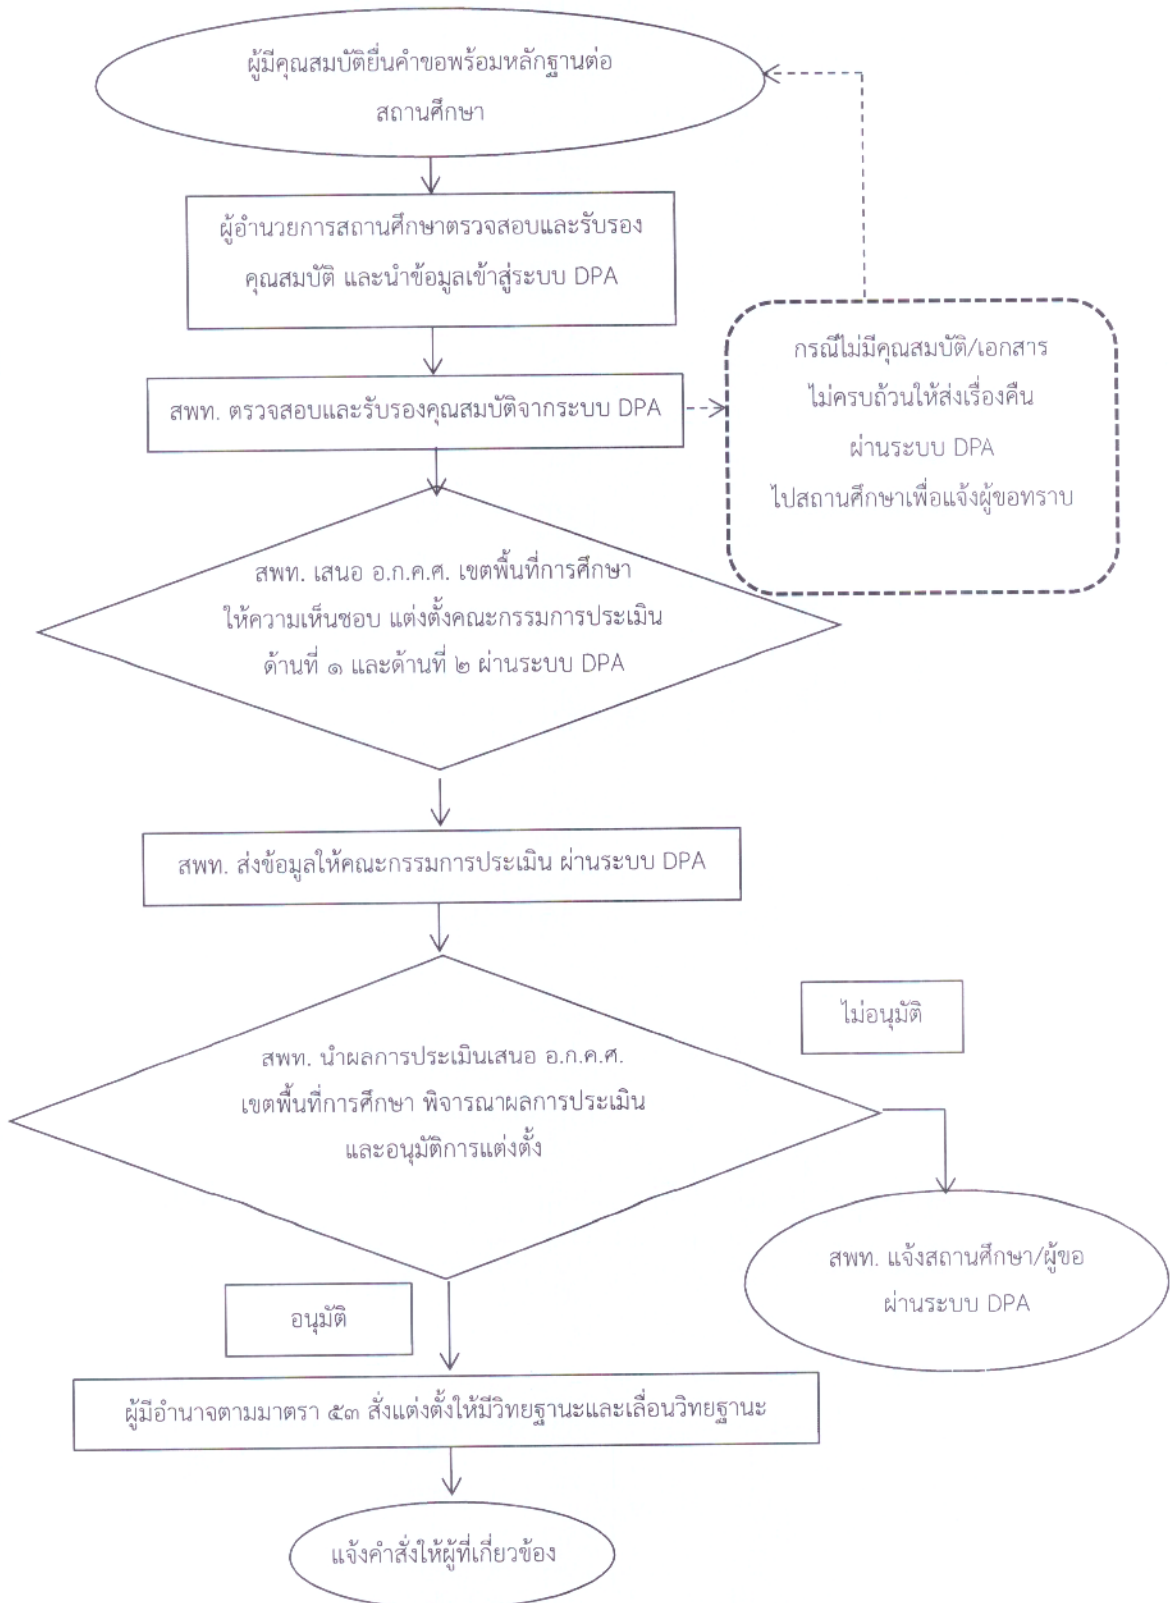 ผู้มีคุณสมบัติยื่นคำขอพร้อมหลักฐานต่อ
สถานศึกษา
ผู้อำนวยการสถานศึกษาตรวจสอบและรับรอง
คุณสมบัติ และนำข้อมูลเข้าสู่ระบบ DPA
สพท. ตรวจสอบและรับรองคุณสมบัติจากระบบ DPA
กรณีไม่มีคุณสมบัติ/เอกสาร
ไม่ครบถ้วนให้ส่งเรื่องคืน
ผ่านระบบ DPA
ไปสถานศึกษาเพื่อแจ้งผู้ขอทราบ
สพท. เสนอ อ.ก.ค.ศ. เขตพื้นที่การศึกษา
ให้ความเห็นชอบ แต่งตั้งคณะกรรมการประเมิน
ด้านที่ ๑ และด้านที่ ๒ ผ่านระบบ DPA
สพท. ส่งข้อมูลให้คณะกรรมการประเมิน ผ่านระบบ DPA
สพท. นำผลการประเมินเสนอ อ.ก.ค.ศ.
เขตพื้นที่การศึกษา พิจารณาผลการประเมิน
และอนุมัติการแต่งตั้ง
ไม่อนุมัติ
สพท. แจ้งสถานศึกษา/ผู้ขอ
ผ่านระบบ DPA
อนุมัติ
ผู้มีอำนาจตามมาตรา ๕๓ สั่งแต่งตั้งให้มีวิทยฐานะและเลื่อนวิทยฐานะ
แจ้งคำสั่งให้ผู้ที่เกี่ยวข้อง